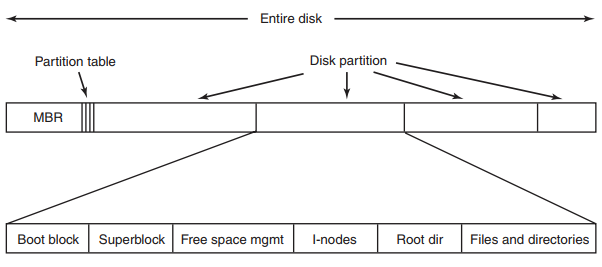 Entire disk
Partition table
Disk partition
MBR
Boot block
Superblock
Free space mgmt
I-nodes
Root dir
Files and directories